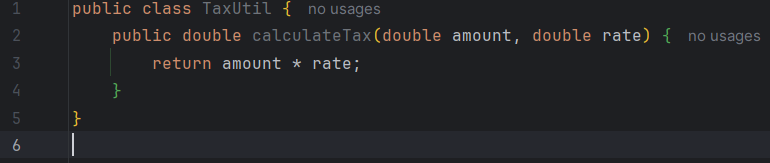 1 public class TaxUtil { no usages
2     public double calculateTax(double amount, double rate) { no usages
3         return amount * rate;
4     }
5 }
6